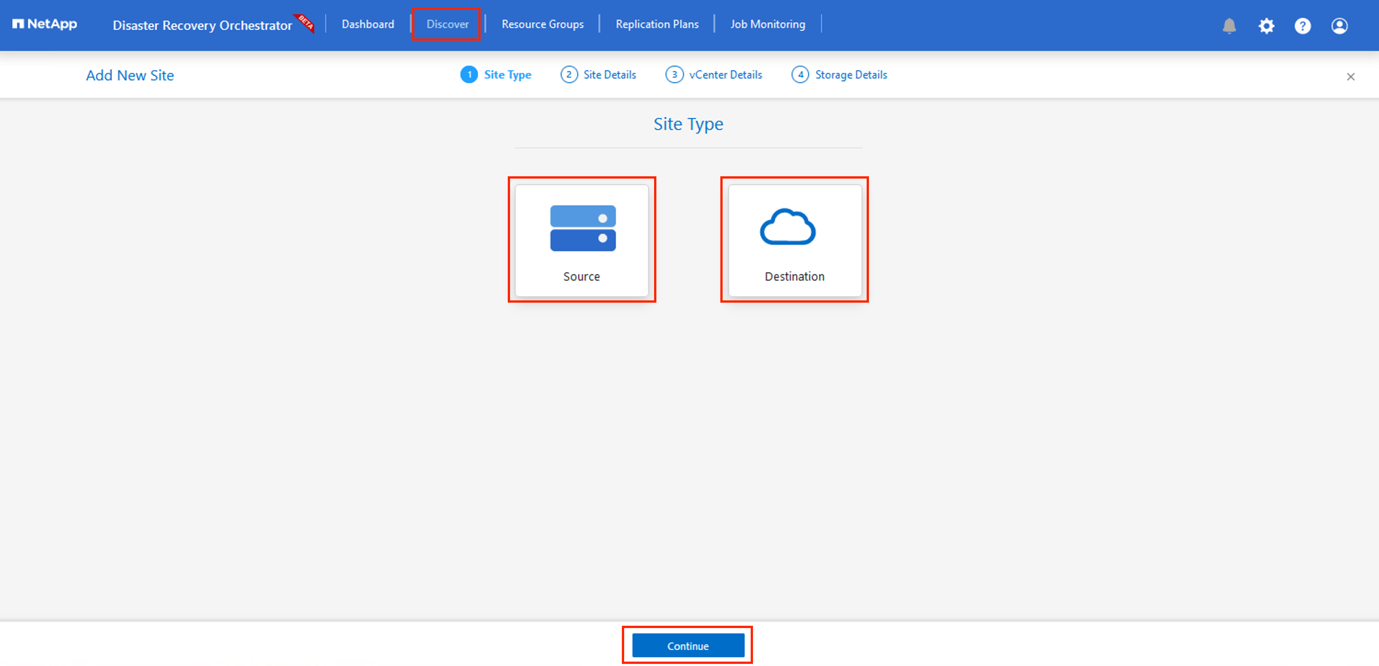 NetApp Disaster Recovery Orchestrator BETA Dashboard Discover Resource Groups Replication Plans Job Monitoring ?
Add New Site 1 Site Type 2 Site Details 3 vCenter Details 4 Storage Details ×
Site Type
Source Destination
Continue